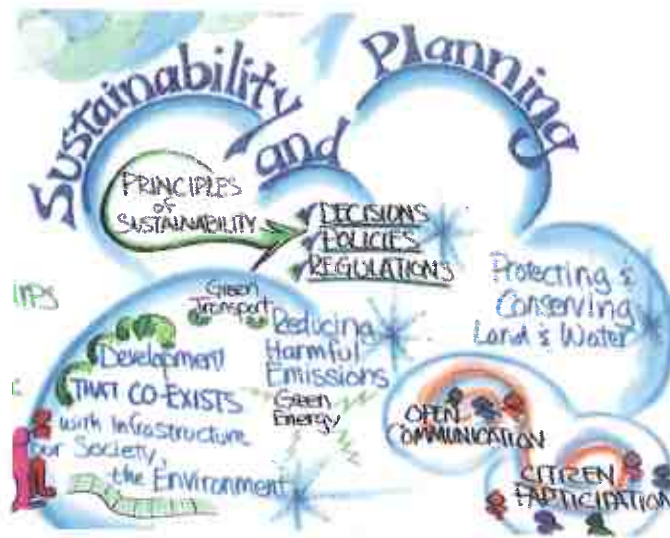 Sustainability
and
Planning
PRINCIPLES
of
SUSTAINABILITY
DECISIONS
POLICIES
REGULATIONS
Green
Transport
Reducing
Harmful
Emissions
Green
Energy
Development
THAT CO-EXISTS
with Infrastructure
our Society,
the Environment
Protecting &
Conserving
Land & Water
OPEN
COMMUNICATION
CITIZEN
PARTICIPATION